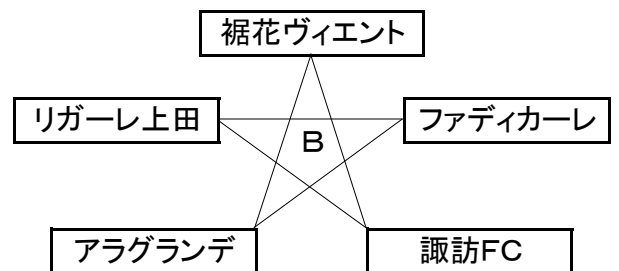 裾花ヴィエント
リガーレ上田
ファディカーレ
B
アラグランデ
諏訪FC